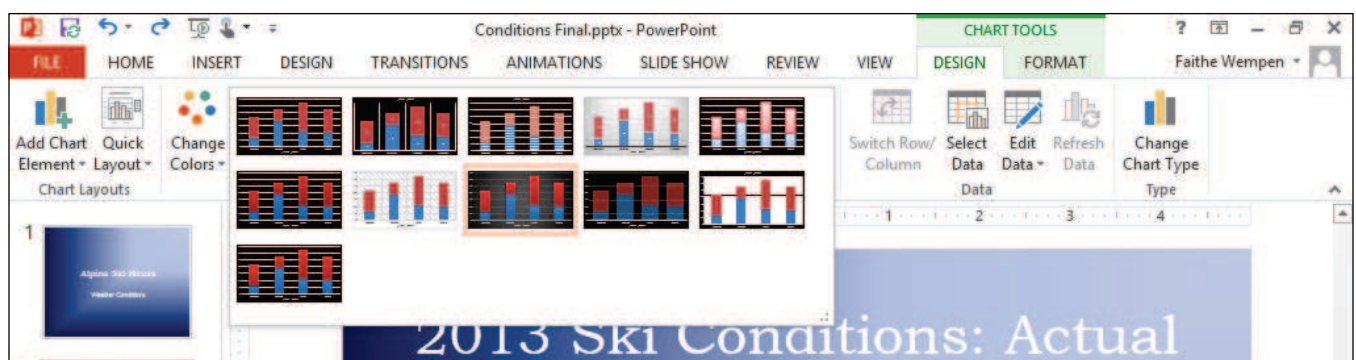 Conditions Final.pptx - PowerPoint
CHART TOOLS
?
FILE HOME INSERT DESIGN TRANSITIONS ANIMATIONS SLIDE SHOW REVIEW VIEW DESIGN FORMAT Faithe Wempen
Add Chart Element
Quick Layout
Change Colors
Switch Row/ Column
Select Data
Edit Data
Refresh Data
Change Chart Type
Chart Layouts
Data
Type
1 2 3 4
1
Alpine Ski House
Weather Conditions
2013 Ski Conditions: Actual